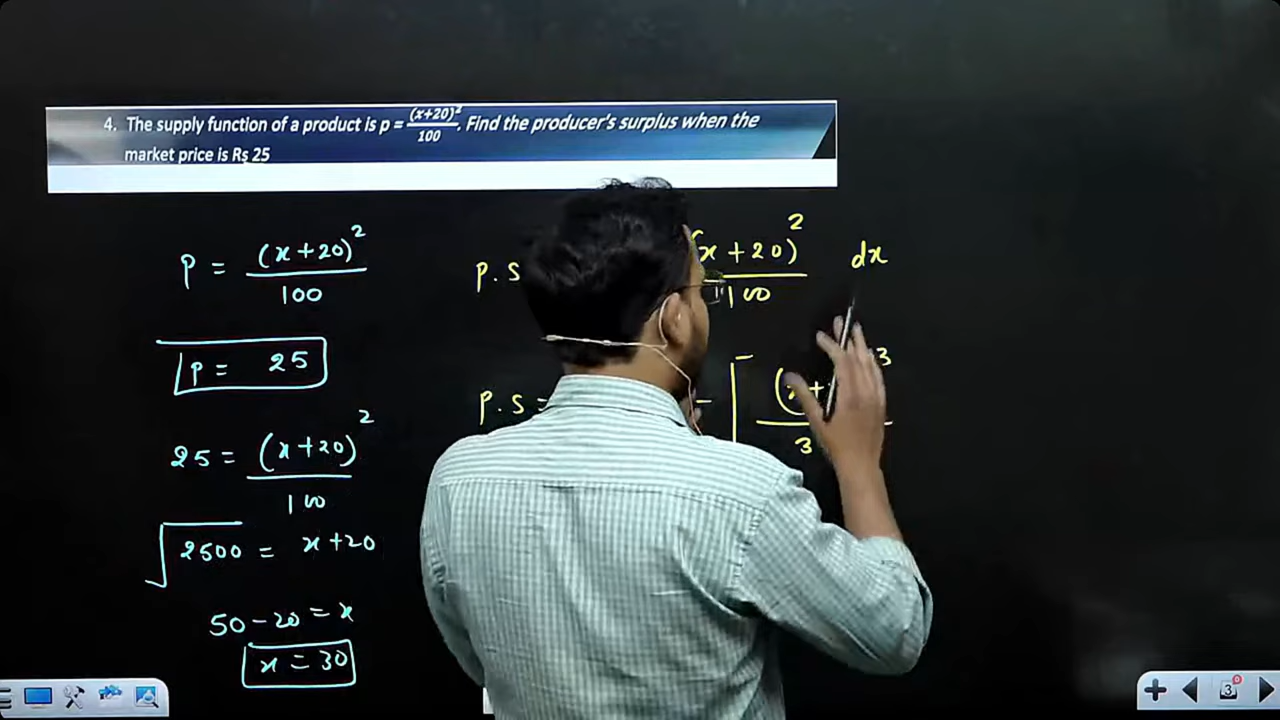 4. The supply function of a product is p = (x+20)²/100. Find the producer's surplus when the
market price is Rs 25
p = (x+20)²/100
p = 25
25 = (x+20)²/100
√2500 = x+20
50-20 = x
x = 30
p.s (x+20)²/100 dx
p.s = - [ (x+ 3
3
3
0